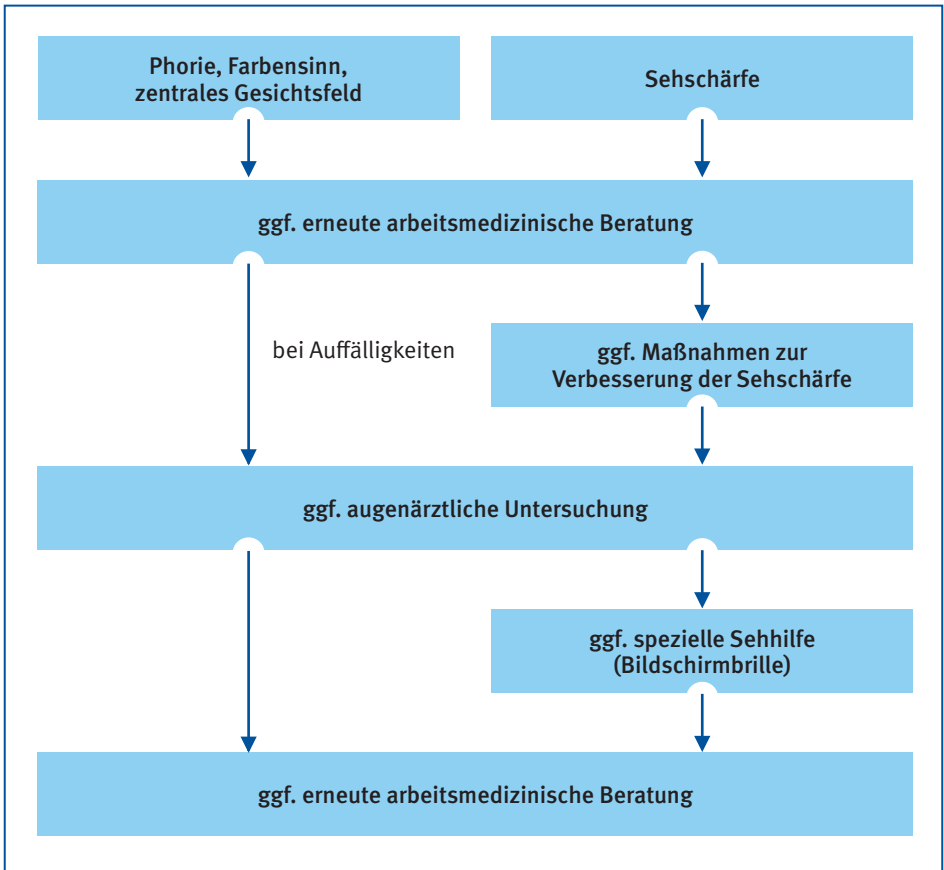 Phorie, Farbensinn,
zentrales Gesichtsfeld
Sehschärfe
ggf. erneute arbeitsmedizinische Beratung
bei Auffälligkeiten
ggf. Maßnahmen zur
Verbesserung der Sehschärfe
ggf. augenärztliche Untersuchung
ggf. spezielle Sehhilfe
(Bildschirmbrille)
ggf. erneute arbeitsmedizinische Beratung